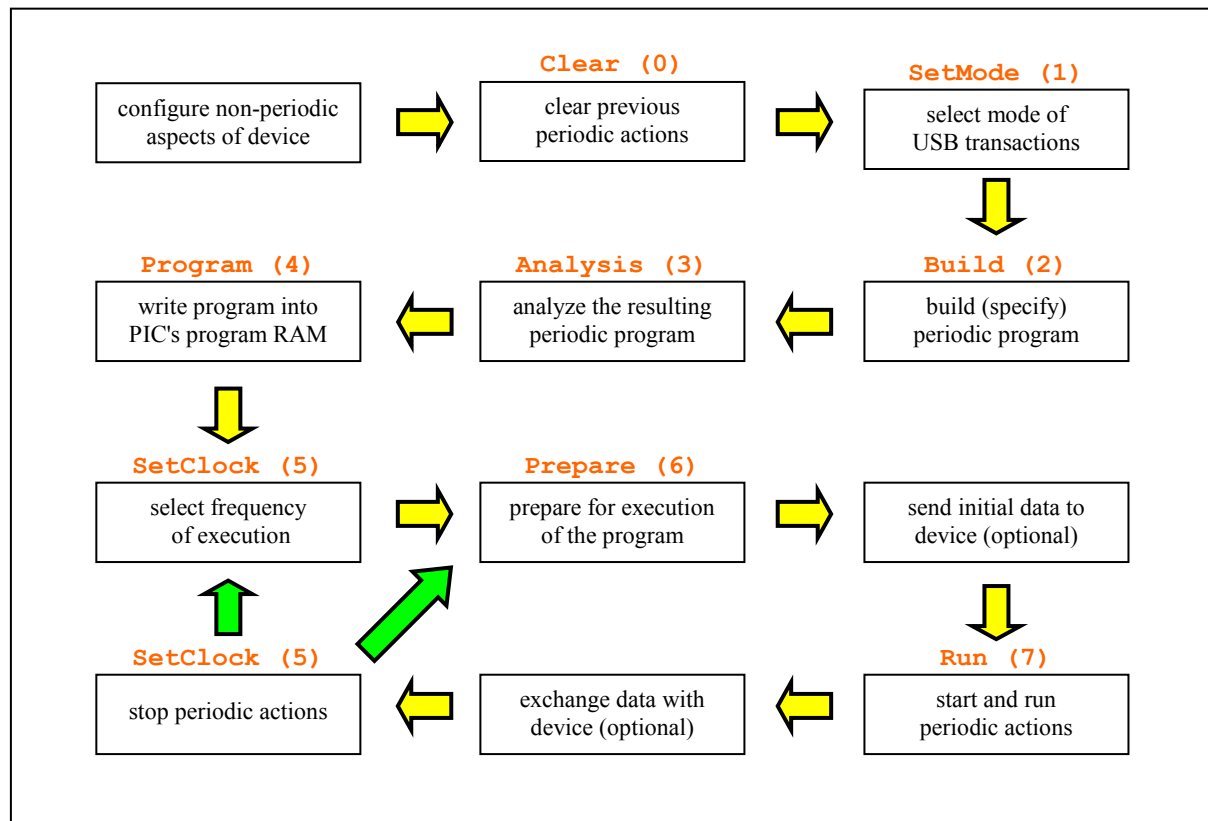 configure non-periodic
aspects of device
Clear (0)
clear previous
periodic actions
SetMode (1)
select mode of
USB transactions
Program (4)
write program into
PIC's program RAM
Analysis (3)
analyze the resulting
periodic program
Build (2)
build (specify)
periodic program
SetClock (5)
select frequency
of execution
Prepare (6)
prepare for execution
of the program
send initial data to
device (optional)
SetClock (5)
stop periodic actions
exchange data with
device (optional)
Run (7)
start and run
periodic actions